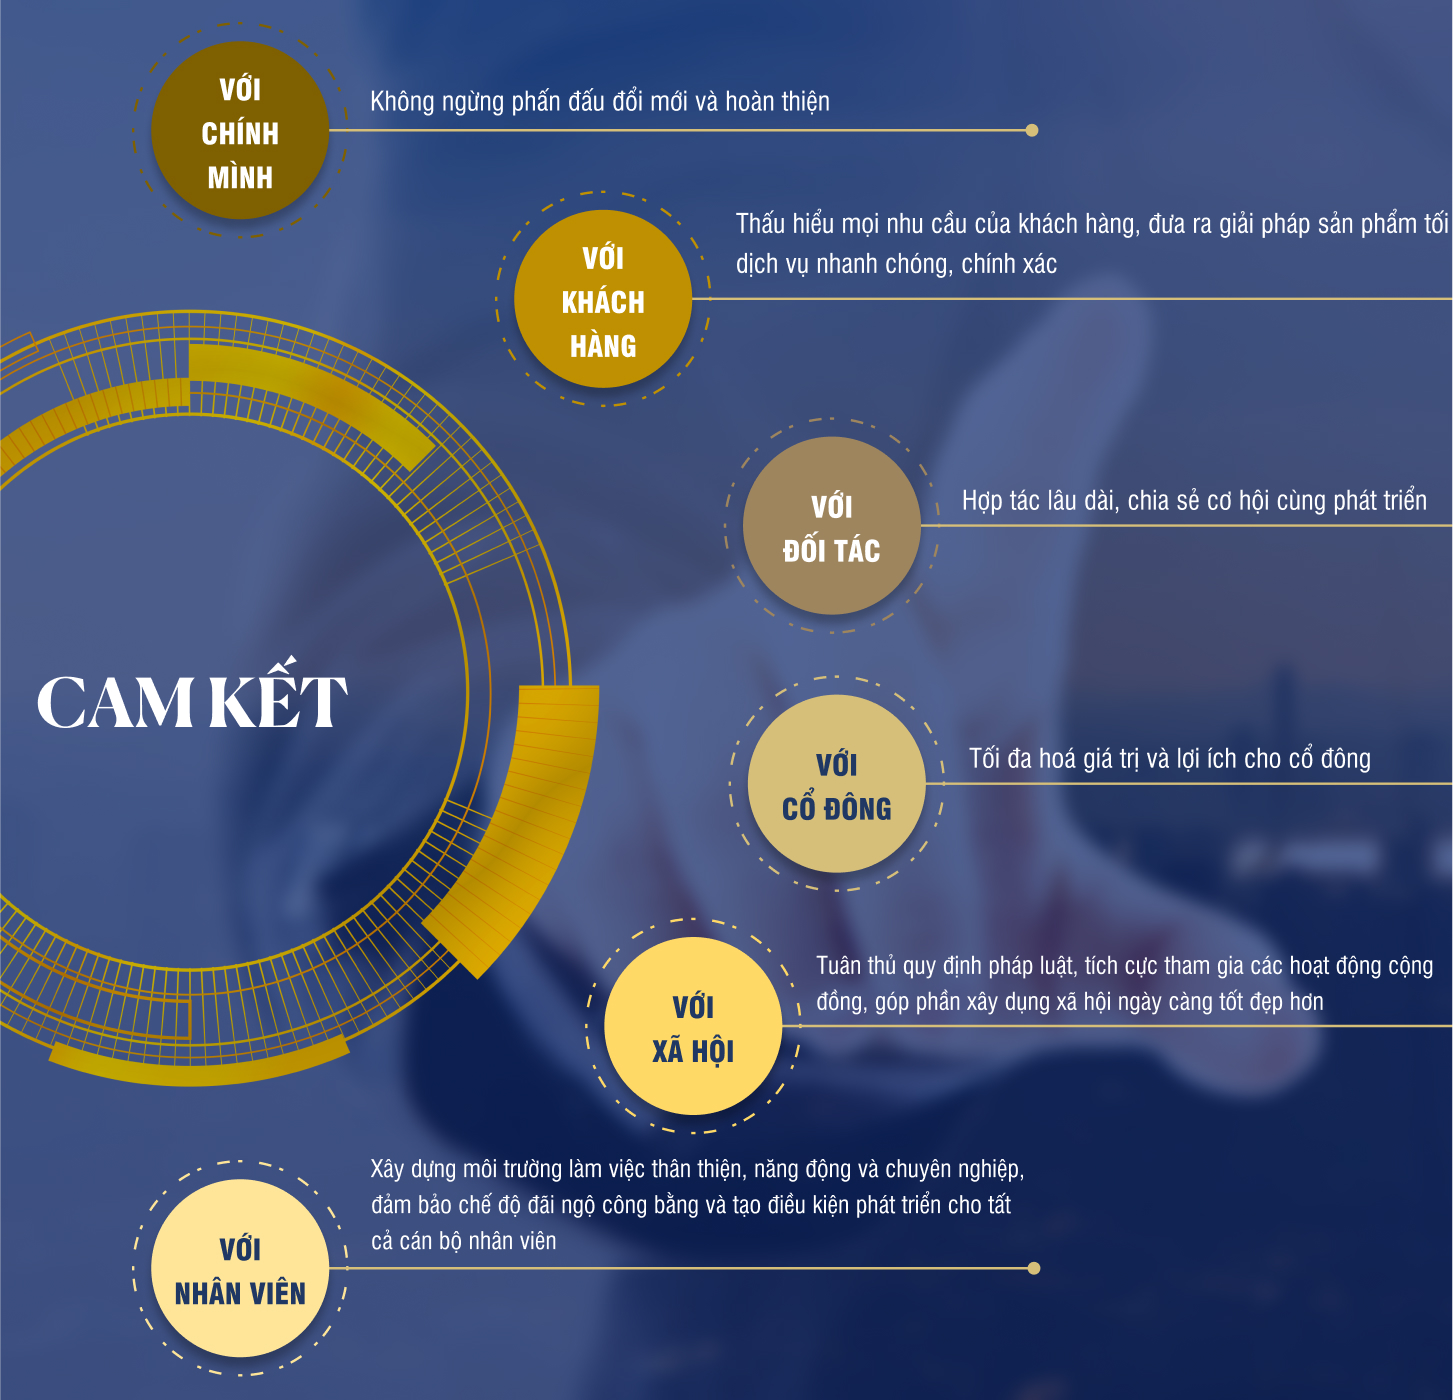 VỚI
CHÍNH
MÌNH
Không ngừng phấn đấu đổi mới và hoàn thiện
VỚI
KHÁCH
HÀNG
Thấu hiểu mọi nhu cầu của khách hàng, đưa ra giải pháp sản phẩm tối
dịch vụ nhanh chóng, chính xác
VỚI
ĐỐI TÁC
Hợp tác lâu dài, chia sẻ cơ hội cùng phát triển
CAM KẾT
VỚI
CỔ ĐÔNG
Tối đa hoá giá trị và lợi ích cho cổ đông
VỚI
XÃ HỘI
Tuân thủ quy định pháp luật, tích cực tham gia các hoạt động cộng
đồng, góp phần xây dụng xã hội ngày càng tốt đẹp hơn
VỚI
NHÂN VIÊN
Xây dựng môi trường làm việc thân thiện, năng động và chuyên nghiệp,
đảm bảo chế độ đãi ngộ công bằng và tạo điều kiện phát triển cho tất
cả cán bộ nhân viên